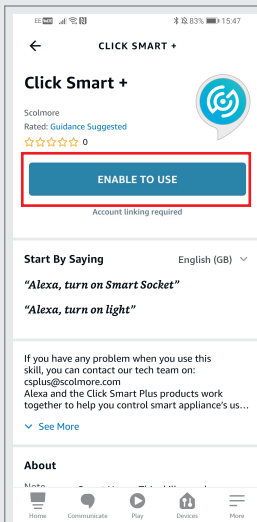 EE 83% 15:47
CLICK SMART +
Click Smart +
Scolmore
Rated: Guidance Suggested
0
ENABLE TO USE
Account linking required
Start By Saying English (GB)
“Alexa, turn on Smart Socket”
“Alexa, turn on light”
If you have any problem when you use this
skill, you can contact our tech team on:
csplus@scolmore.com
Alexa and the Click Smart Plus products work
together to help you control smart appliance's us...
See More
About
Home Communicate Play Devices More